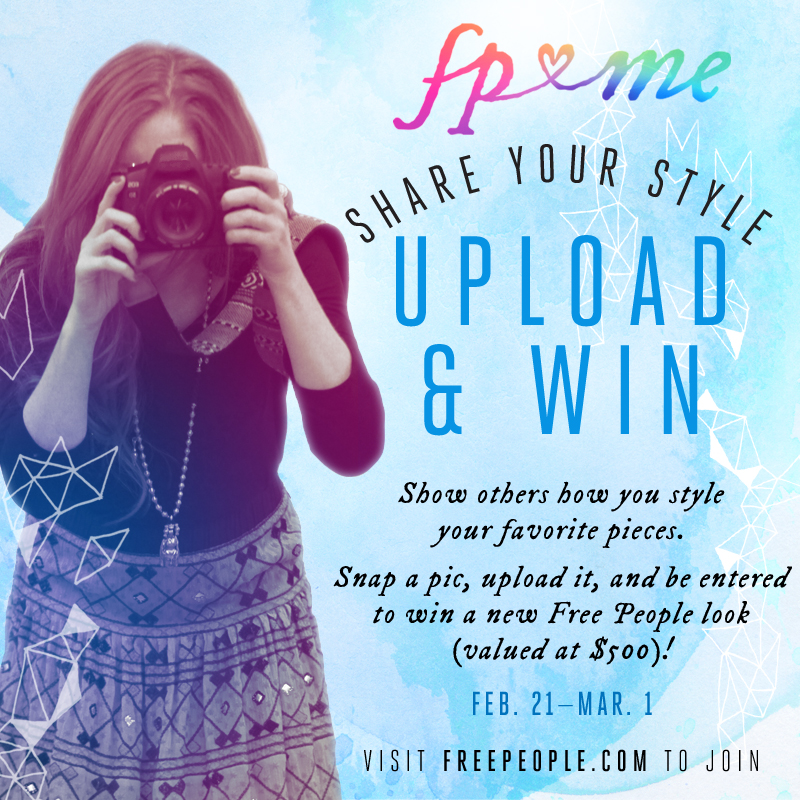 fp me
SHARE YOUR STYLE
UPLOAD
& WIN
Show others how you style
your favorite pieces.
Snap a pic, upload it, and be entered
to win a new Free People look
(valued at $500)!
FEB. 21–MAR. 1
VISIT FREEPEOPLE.COM TO JOIN